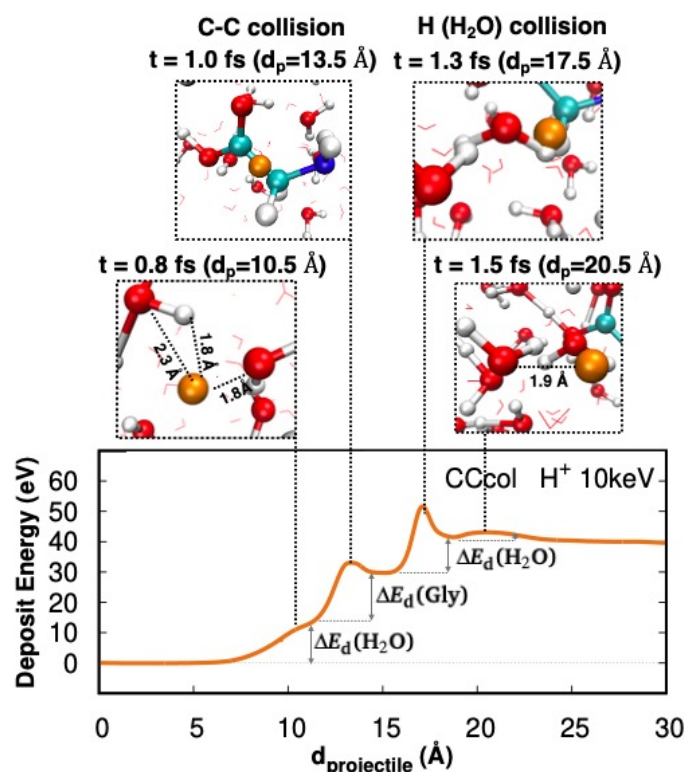 C-C collision
t = 1.0 fs (dp=13.5 Å)
H (H₂O) collision
t = 1.3 fs (dp=17.5 Å)
t = 0.8 fs (dp=10.5 Å)
2.3 Å
1.8 Å
1.8Å
t = 1.5 fs (dp=20.5 Å)
1.9 Å
CCcol H⁺ 10keV
Deposit Energy (eV)
60
50
40
30
20
10
0
ΔEd(H₂O)
ΔEd(Gly)
ΔEd(H₂O)
0 5 10 15 20 25 30
dprojectile (Å)